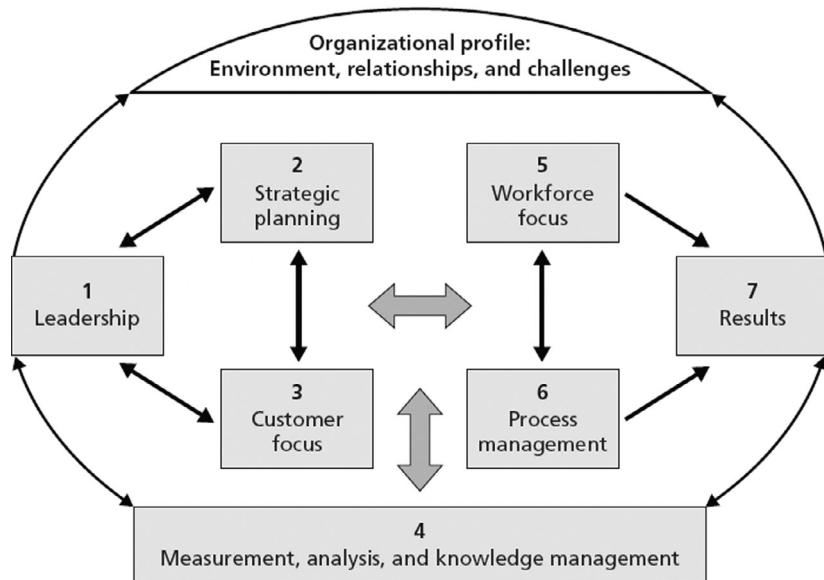 Organizational profile:
Environment, relationships, and challenges
2
Strategic
planning
5
Workforce
focus
1
Leadership
7
Results
3
Customer
focus
6
Process
management
4
Measurement, analysis, and knowledge management